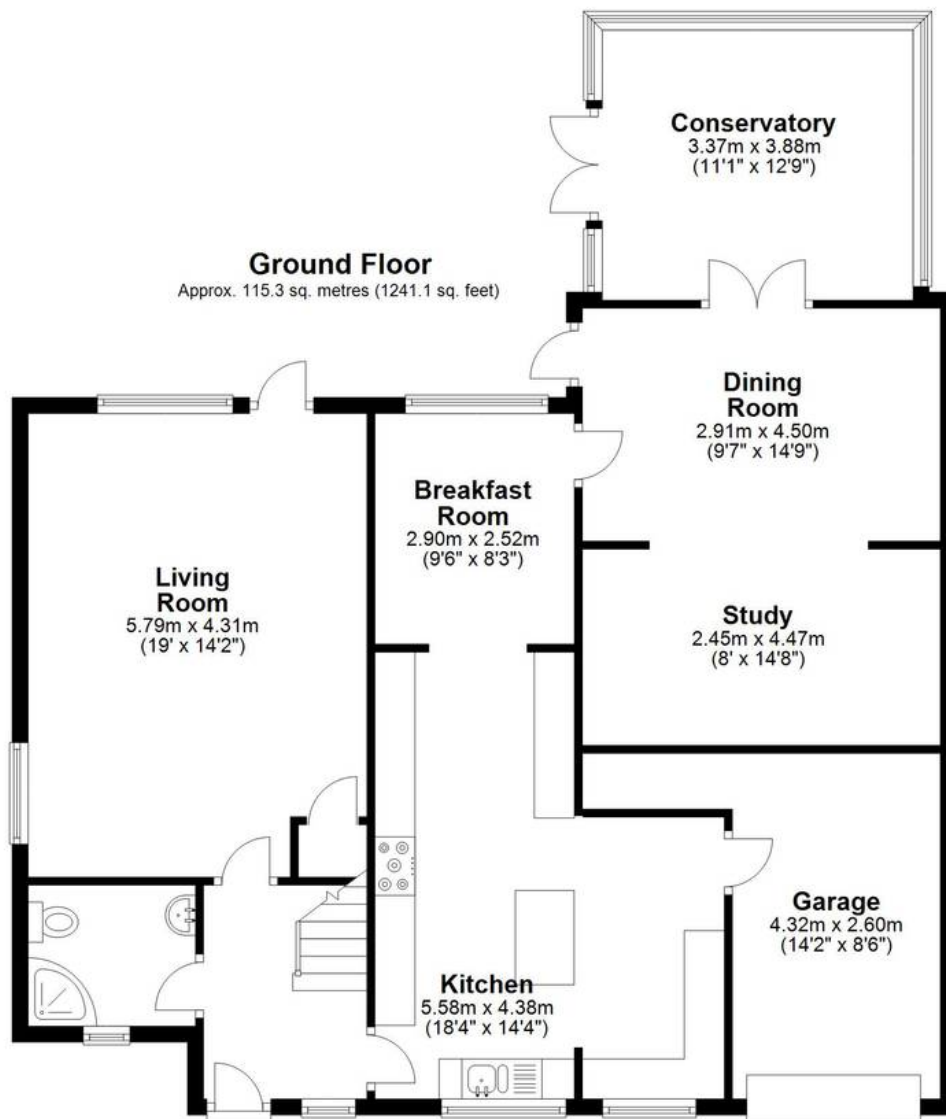 Conservatory
3.37m x 3.88m
(11'1" x 12'9")
Ground Floor
Approx. 115.3 sq. metres (1241.1 sq. feet)
Dining
Room
2.91m x 4.50m
(9'7" x 14'9")
Breakfast
Room
2.90m x 2.52m
(9'6" x 8'3")
Living
Room
5.79m x 4.31m
(19' x 14'2")
Study
2.45m x 4.47m
(8' x 14'8")
Garage
4.32m x 2.60m
(14'2" x 8'6")
Kitchen
5.58m x 4.38m
(18'4" x 14'4")